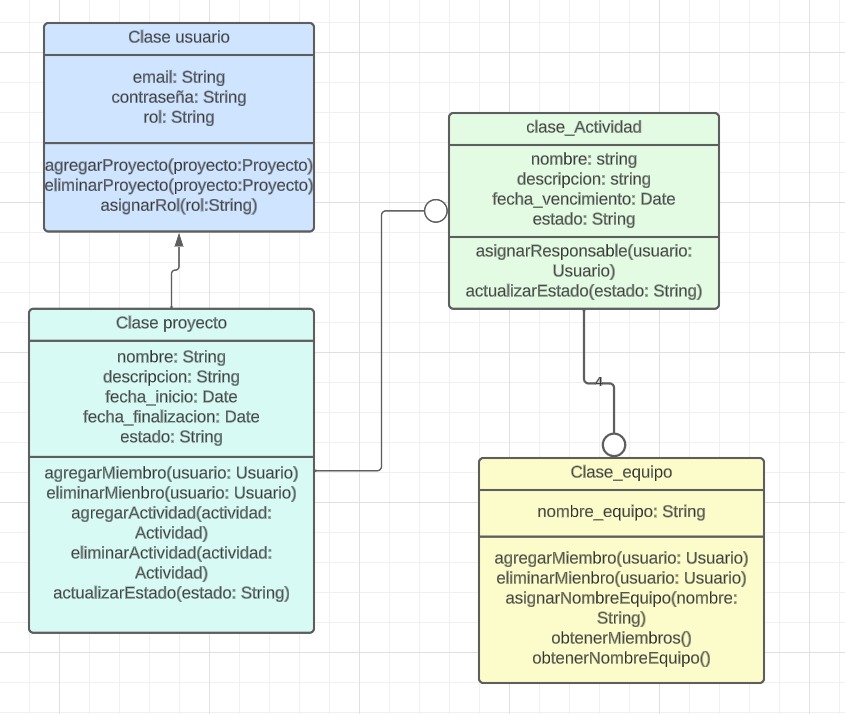 Clase usuario
email: String
contraseña: String
rol: String
agregarProyecto(proyecto:Proyecto)
eliminarProyecto(proyecto:Proyecto)
asignarRol(rol:String)
clase_Actividad
nombre: string
descripcion: string
fecha_vencimiento: Date
estado: String
asignarResponsable(usuario:
Usuario)
actualizarEstado(estado: String)
Clase proyecto
nombre: String
descripcion: String
fecha_inicio: Date
fecha_finalizacion: Date
estado: String
agregarMiembro(usuario: Usuario)
eliminarMienbro(usuario: Usuario)
agregarActividad(actividad:
Actividad)
eliminarActividad(actividad:
Actividad)
actualizarEstado(estado: String)
4
Clase_equipo
nombre_equipo: String
agregarMiembro(usuario: Usuario)
eliminarMienbro(usuario: Usuario)
asignarNombreEquipo(nombre:
String)
obtenerMiembros()
obtenerNombreEquipo()